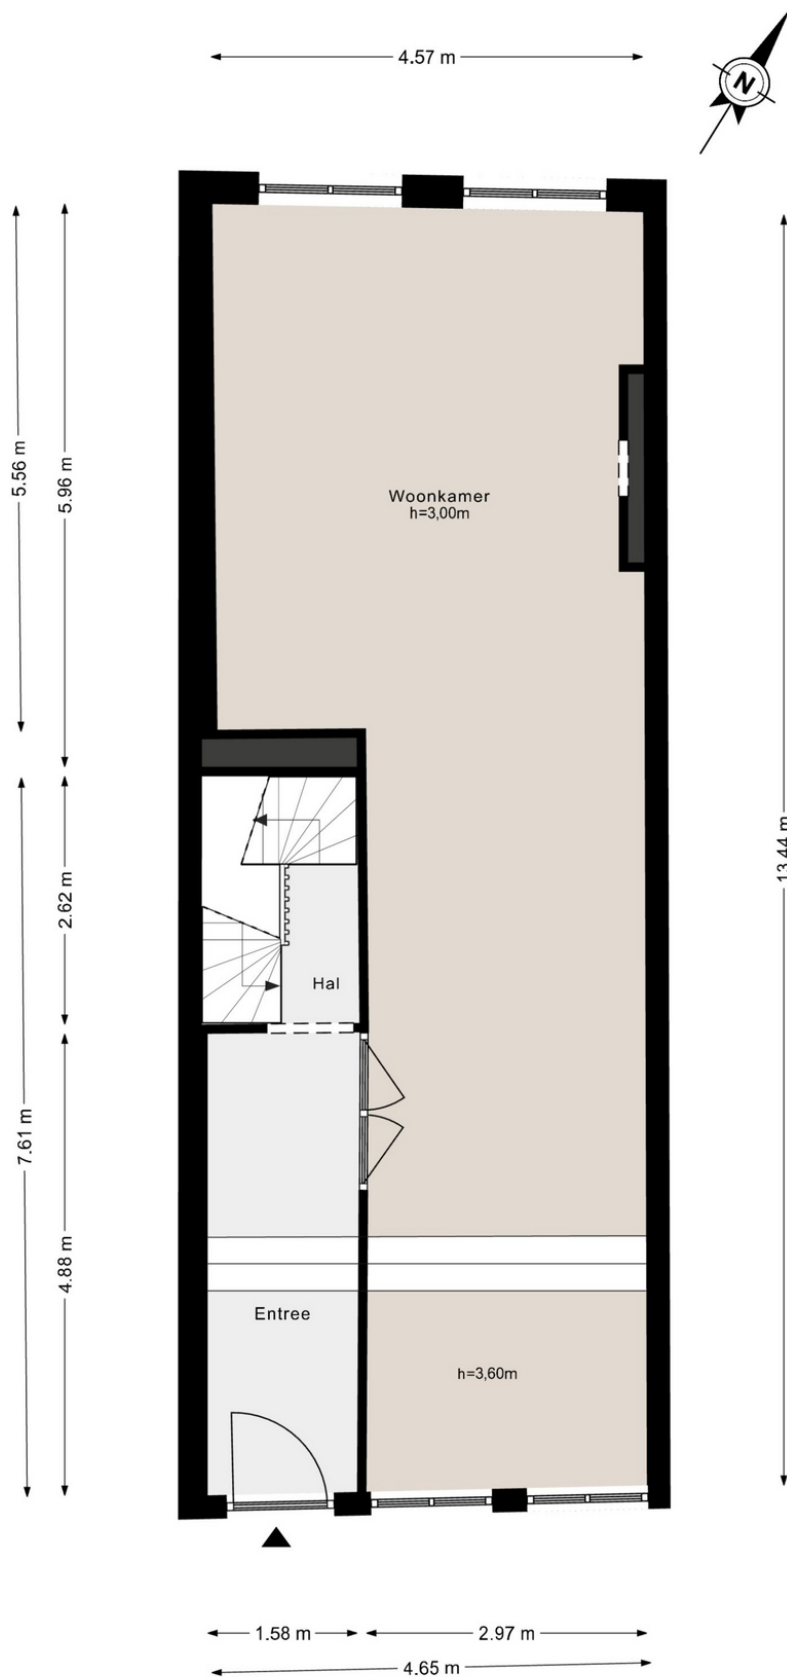 4.57 m
N
5.56 m
5.96 m
Woonkamer
h=3,00m
13.44 m
2.62 m
Hal
7.61 m
4.88 m
Entree
h=3,60m
1.58 m
2.97 m
4.65 m